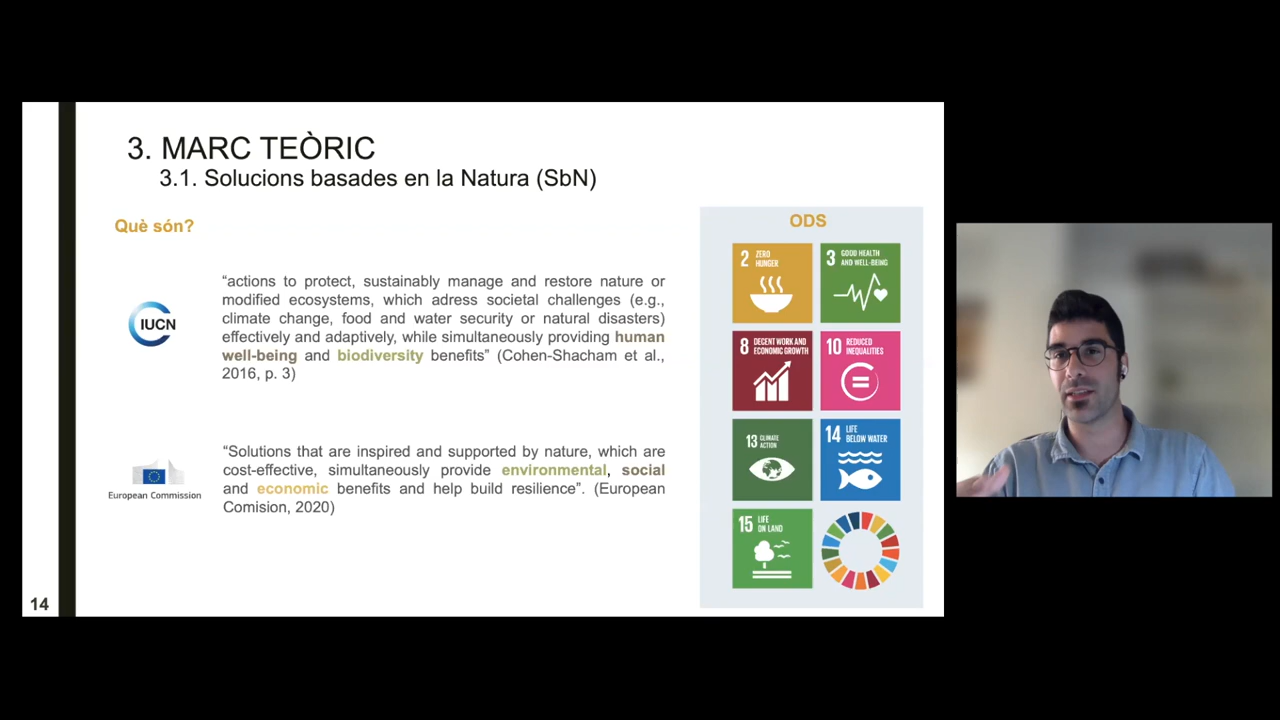 3. MARC TEÒRIC
3.1. Solucions basades en la Natura (SbN)
Què són?
IUCN
“actions to protect, sustainably manage and restore nature or
modified ecosystems, which adress societal challenges (e.g.,
climate change, food and water security or natural disasters)
effectively and adaptively, while simultaneously providing human
well-being and biodiversity benefits” (Cohen-Shacham et al.,
2016, p. 3)
European Commission
“Solutions that are inspired and supported by nature, which are
cost-effective, simultaneously provide environmental, social
and economic benefits and help build resilience”. (European
Comision, 2020)
ODS
2 ZERO
HUNGER
3 GOOD HEALTH
AND WELL-BEING
8 DECENT WORK AND
ECONOMIC GROWTH
10 REDUCED
INEQUALITIES
13 CLIMATE
ACTION
14 LIFE
BELOW WATER
15 LIFE
ON LAND
14